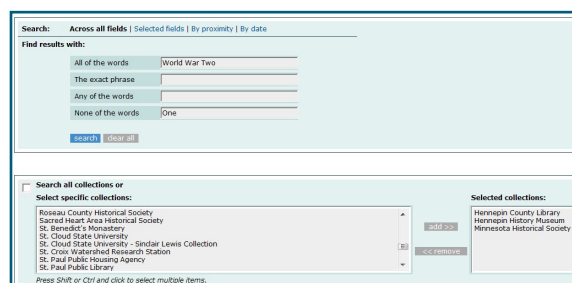 Search: Across all fields | Selected fields | By proximity | By date
Find results with:
All of the words World War Two
The exact phrase
Any of the words
None of the words One
search clear all
Search all collections or
Select specific collections: Selected collections:
Roseau County Historical Society
Sacred Heart Area Historical Society
St. Benedict's Monastery
St. Cloud State University
St. Cloud State University - Sinclair Lewis Collection
St. Croix Watershed Research Station
St. Paul Public Housing Agency
St. Paul Public Library
add >>
<< remove
Hennepin County Library
Hennepin History Museum
Minnesota Historical Society
Press Shift or Ctrl and click to select multiple items.